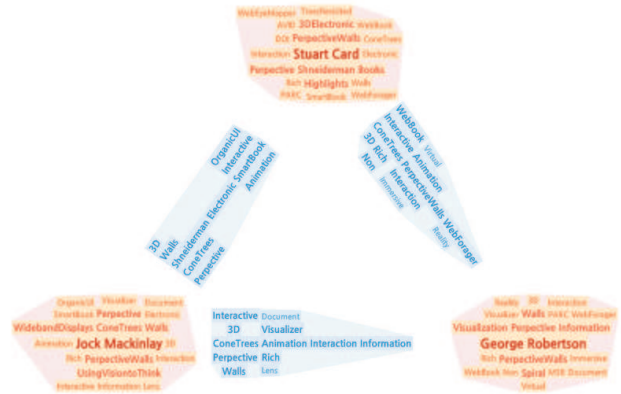 WebEyeMapper TransferAbled
AVID 3DElectronic WebBook
DOI PerpectiveWalls ConeTrees
Interaction Stuart Card Electronic
Perpective Shneiderman Books
Rich Highlights Walls
PARC SmartBook WebForager
OrganicUI
Interactive
Shneiderman Electronic SmartBook
3D
Walls
ConeTrees
Animation
Perpective
WebBook Virtual
Interactive Animation
ConeTrees PerpectiveWalls WebForager
3D Rich
Non Interaction
Immersive
Reality
OrganicUI Visualizer Document
SmartBook Perpective Electronic
WidebandDisplays ConeTrees Walls
Animation Jock Mackinlay 3D
Rich PerpectiveWalls Interaction
UsingVisiontoThink
Interactive Information Lens
Interactive Document
3D Visualizer
ConeTrees Animation Interaction Information
Perpective Rich
Walls Lens
Reality 3D Interaction
Visualizer Walls PARC WebForager
Visualization Perpective Information
George Robertson
Rich PerpectiveWalls Immersive
WebBook Non Spiral MSR Document
Virtual